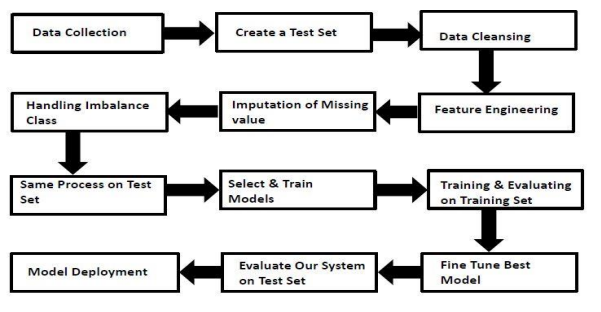 Data Collection
Create a Test Set
Data Cleansing
Feature Engineering
Imputation of Missing
value
Handling Imbalance
Class
Same Process on Test
Set
Select & Train
Models
Training & Evaluating
on Training Set
Fine Tune Best
Model
Evaluate Our System
on Test Set
Model Deployment